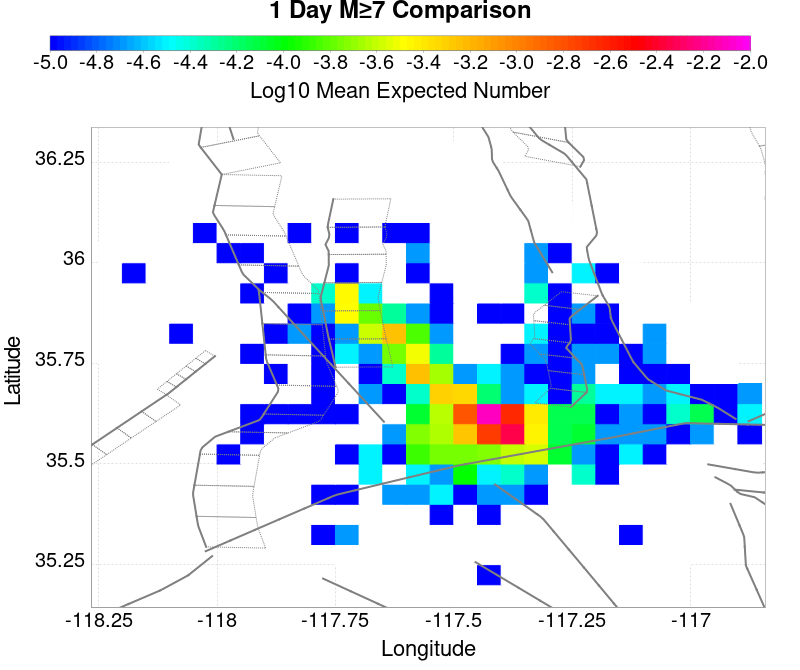 1 Day M≥7 Comparison
-5.0 -4.8 -4.6 -4.4 -4.2 -4.0 -3.8 -3.6 -3.4 -3.2 -3.0 -2.8 -2.6 -2.4 -2.2 -2.0
Log10 Mean Expected Number
36.25
36
35.75
35.5
35.25
Latitude
-118.25 -118 -117.75 -117.5 -117.25 -117
Longitude